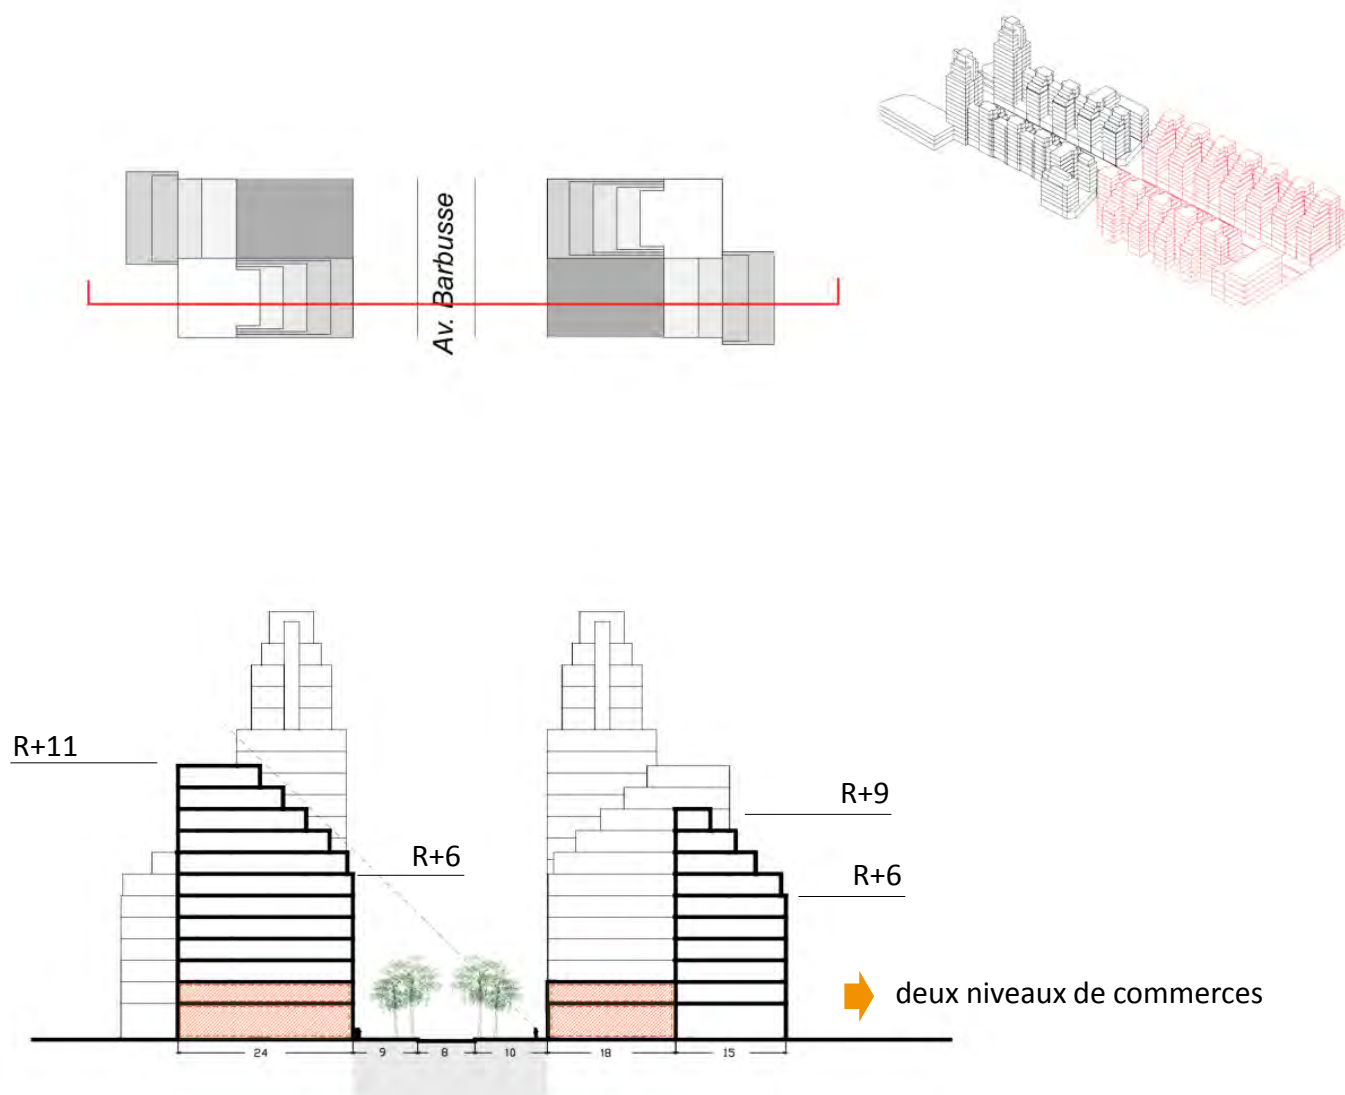 Av. Barbusse
R+11
R+9
R+6
R+6
deux niveaux de commerces
24 9 8 10 18 15